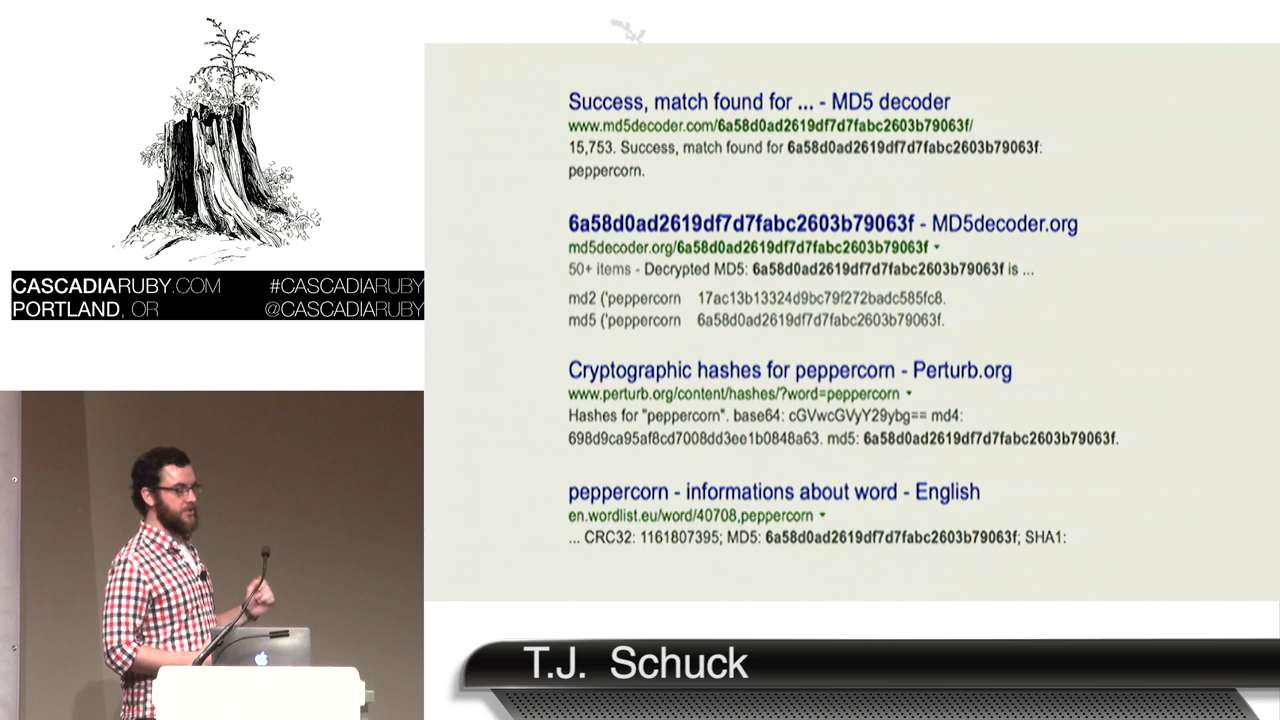 CASCADIARUBY.COM #CASCADIARUBY
PORTLAND, OR @CASCADIARUBY
Success, match found for ... - MD5 decoder
www.md5decoder.com/6a58d0ad2619df7d7fabc2603b79063f/
15,753. Success, match found for 6a58d0ad2619df7d7fabc2603b79063f:
peppercorn.
6a58d0ad2619df7d7fabc2603b79063f - MD5decoder.org
md5decoder.org/6a58d0ad2619df7d7fabc2603b79063f
50+ items - Decrypted MD5: 6a58d0ad2619df7d7fabc2603b79063f is ...
md2 ('peppercorn 17ac13b13324d9bc79f272badc585fc8.
md5 ('peppercorn 6a58d0ad2619df7d7fabc2603b79063f.
Cryptographic hashes for peppercorn - Perturb.org
www.perturb.org/content/hashes/?word=peppercorn
Hashes for "peppercorn". base64: cGVwcGVyY29ybg== md4:
698d9ca95af8cd7008dd3ee1b0848a63. md5: 6a58d0ad2619df7d7fabc2603b79063f.
peppercorn - informations about word - English
en.wordlist.eu/word/40708,peppercorn
... CRC32: 1161807395; MD5: 6a58d0ad2619df7d7fabc2603b79063f; SHA1:
T.J. Schuck